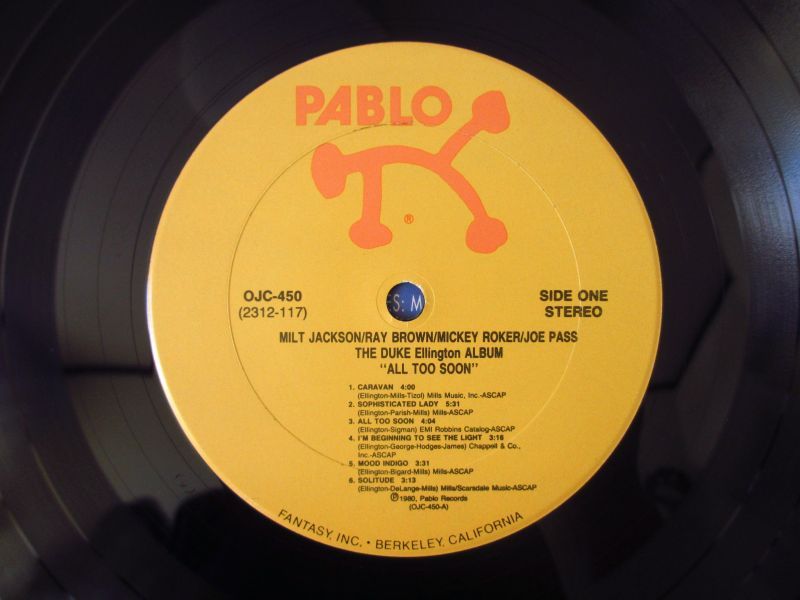 PABLO
®
OJC-450
(2312-117)
S: M
SIDE ONE
STEREO
MILT JACKSON/RAY BROWN/MICKEY ROKER/JOE PASS
THE DUKE Ellington ALBUM
"ALL TOO SOON"
1. CARAVAN 4:00
(Ellington-Mills-Tizol) Mills Music, Inc.-ASCAP
2. SOPHISTICATED LADY 5:31
(Ellington-Parish-Mills) Mills-ASCAP
3. ALL TOO SOON 4:04
(Ellington-Sigman) EMI Robbins Catalog-ASCAP
4. I'M BEGINNING TO SEE THE LIGHT 3:16
(Ellington-George-Hodges-James) Chappell & Co.,
Inc.-ASCAP
5. MOOD INDIGO 3:31
(Ellington-Bigard-Mills) Mills-ASCAP
6. SOLITUDE 3:13
(Ellington-DeLange-Mills) Mills/Scarsdale Music-ASCAP
℗1980, Pablo Records
(OJC-450-A)
FANTASY, INC. • BERKELEY, CALIFORNIA